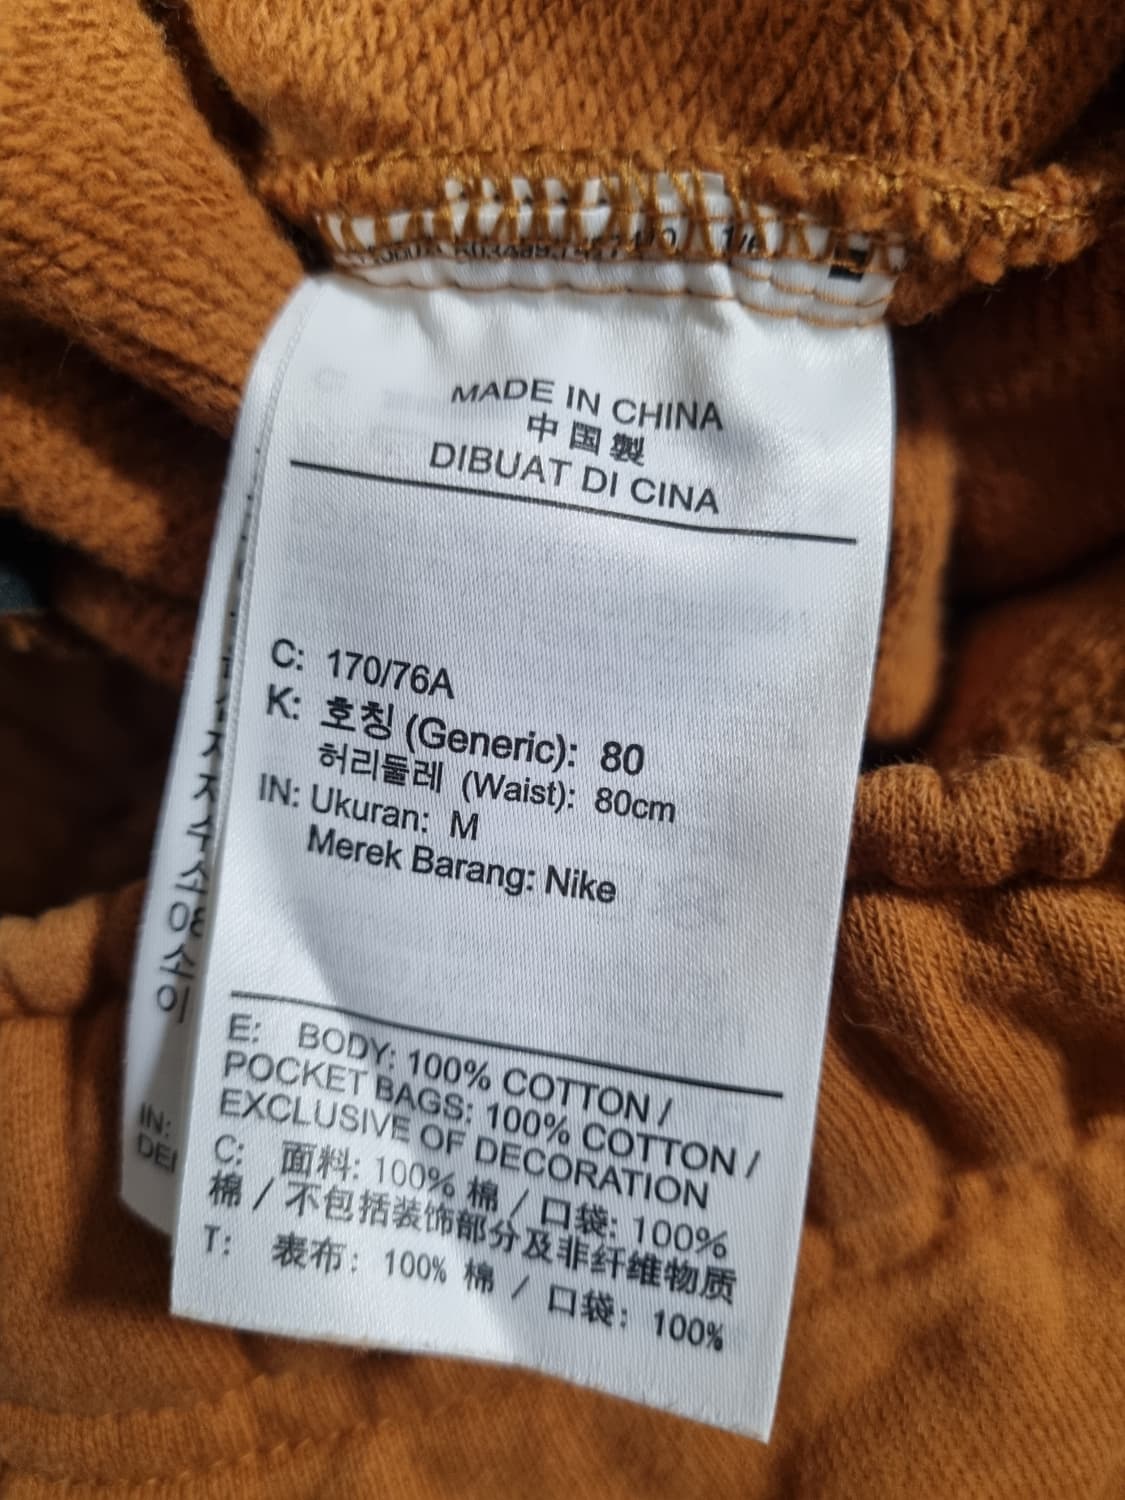 MADE IN CHINA
中国製
DIBUAT DI CINA
C: 170/76A
K: 호칭 (Generic): 80
허리둘레 (Waist): 80cm
IN: Ukuran: M
Merek Barang: Nike
E: BODY: 100% COTTON /
POCKET BAGS: 100% COTTON /
EXCLUSIVE OF DECORATION
C: 面料: 100% 棉 / 口袋: 100%
棉 / 不包括装饰部分及非纤维物质
T: 表布: 100% 棉 / 口袋: 100%
IN: